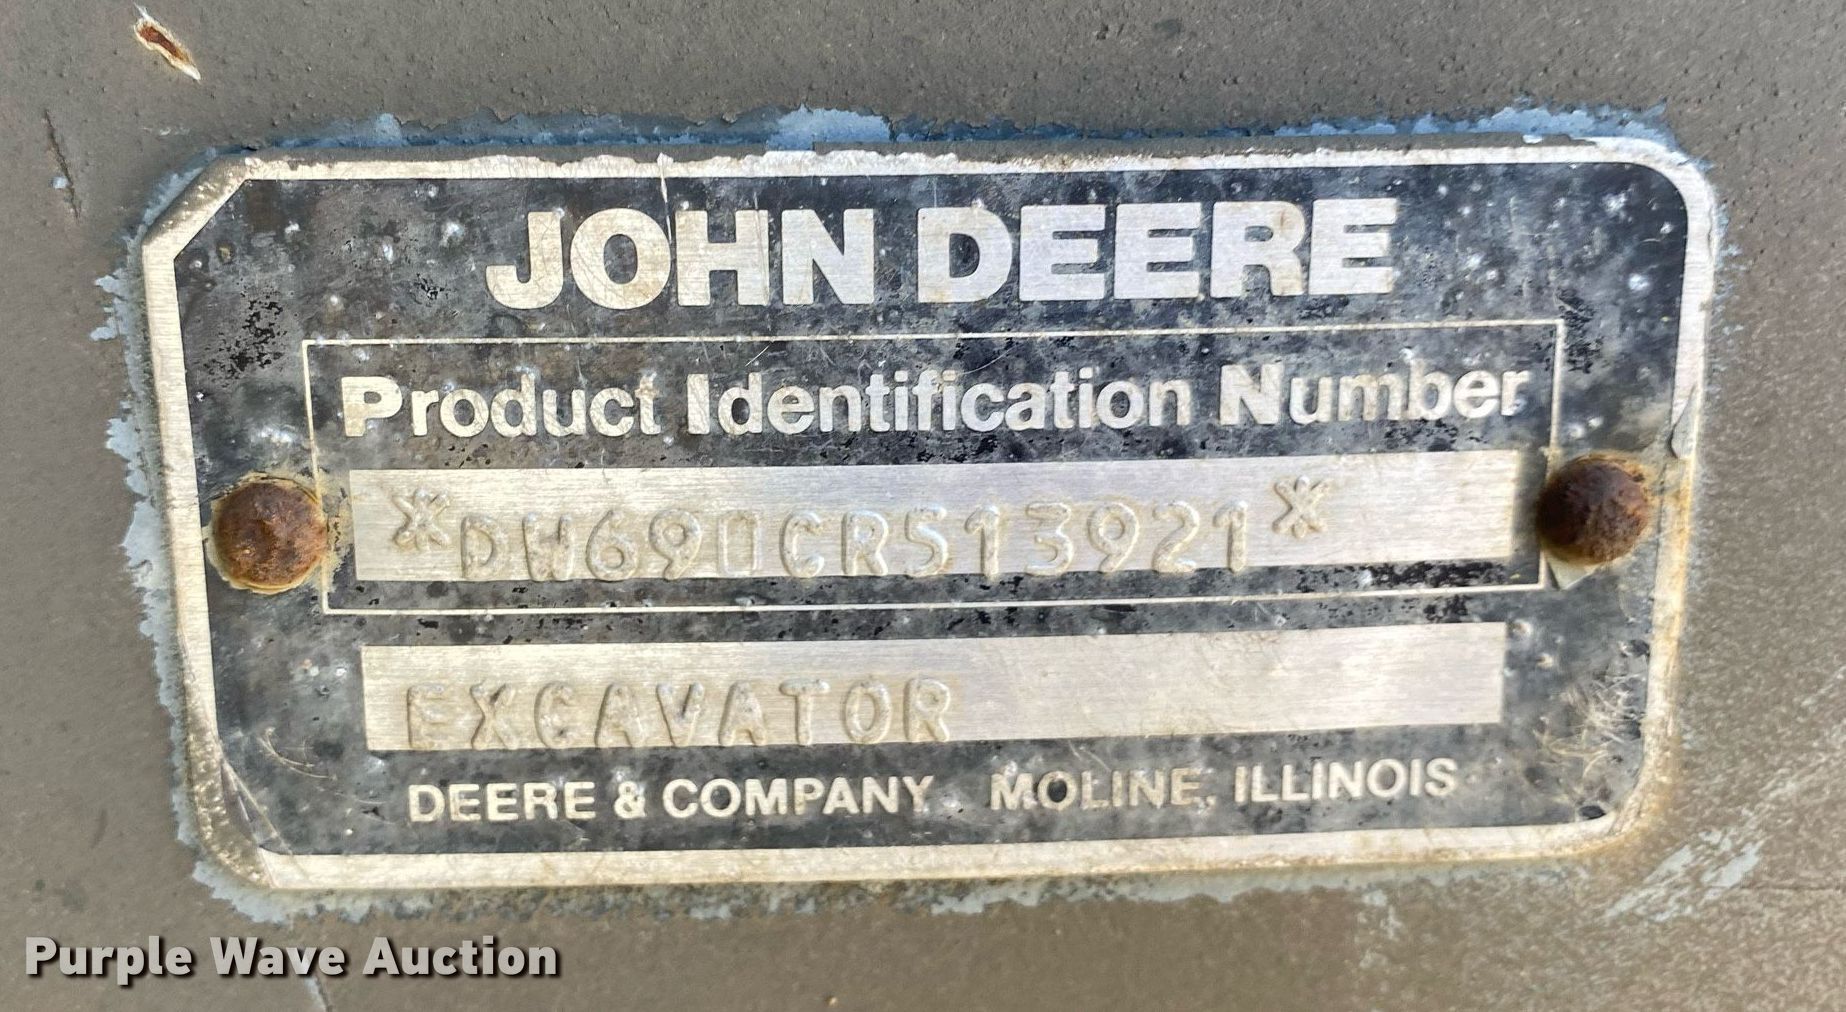 JOHN DEERE
Product Identification Number
*DW690CR513921*
EXCAVATOR
DEERE & COMPANY MOLINE, ILLINOIS
Purple Wave Auction